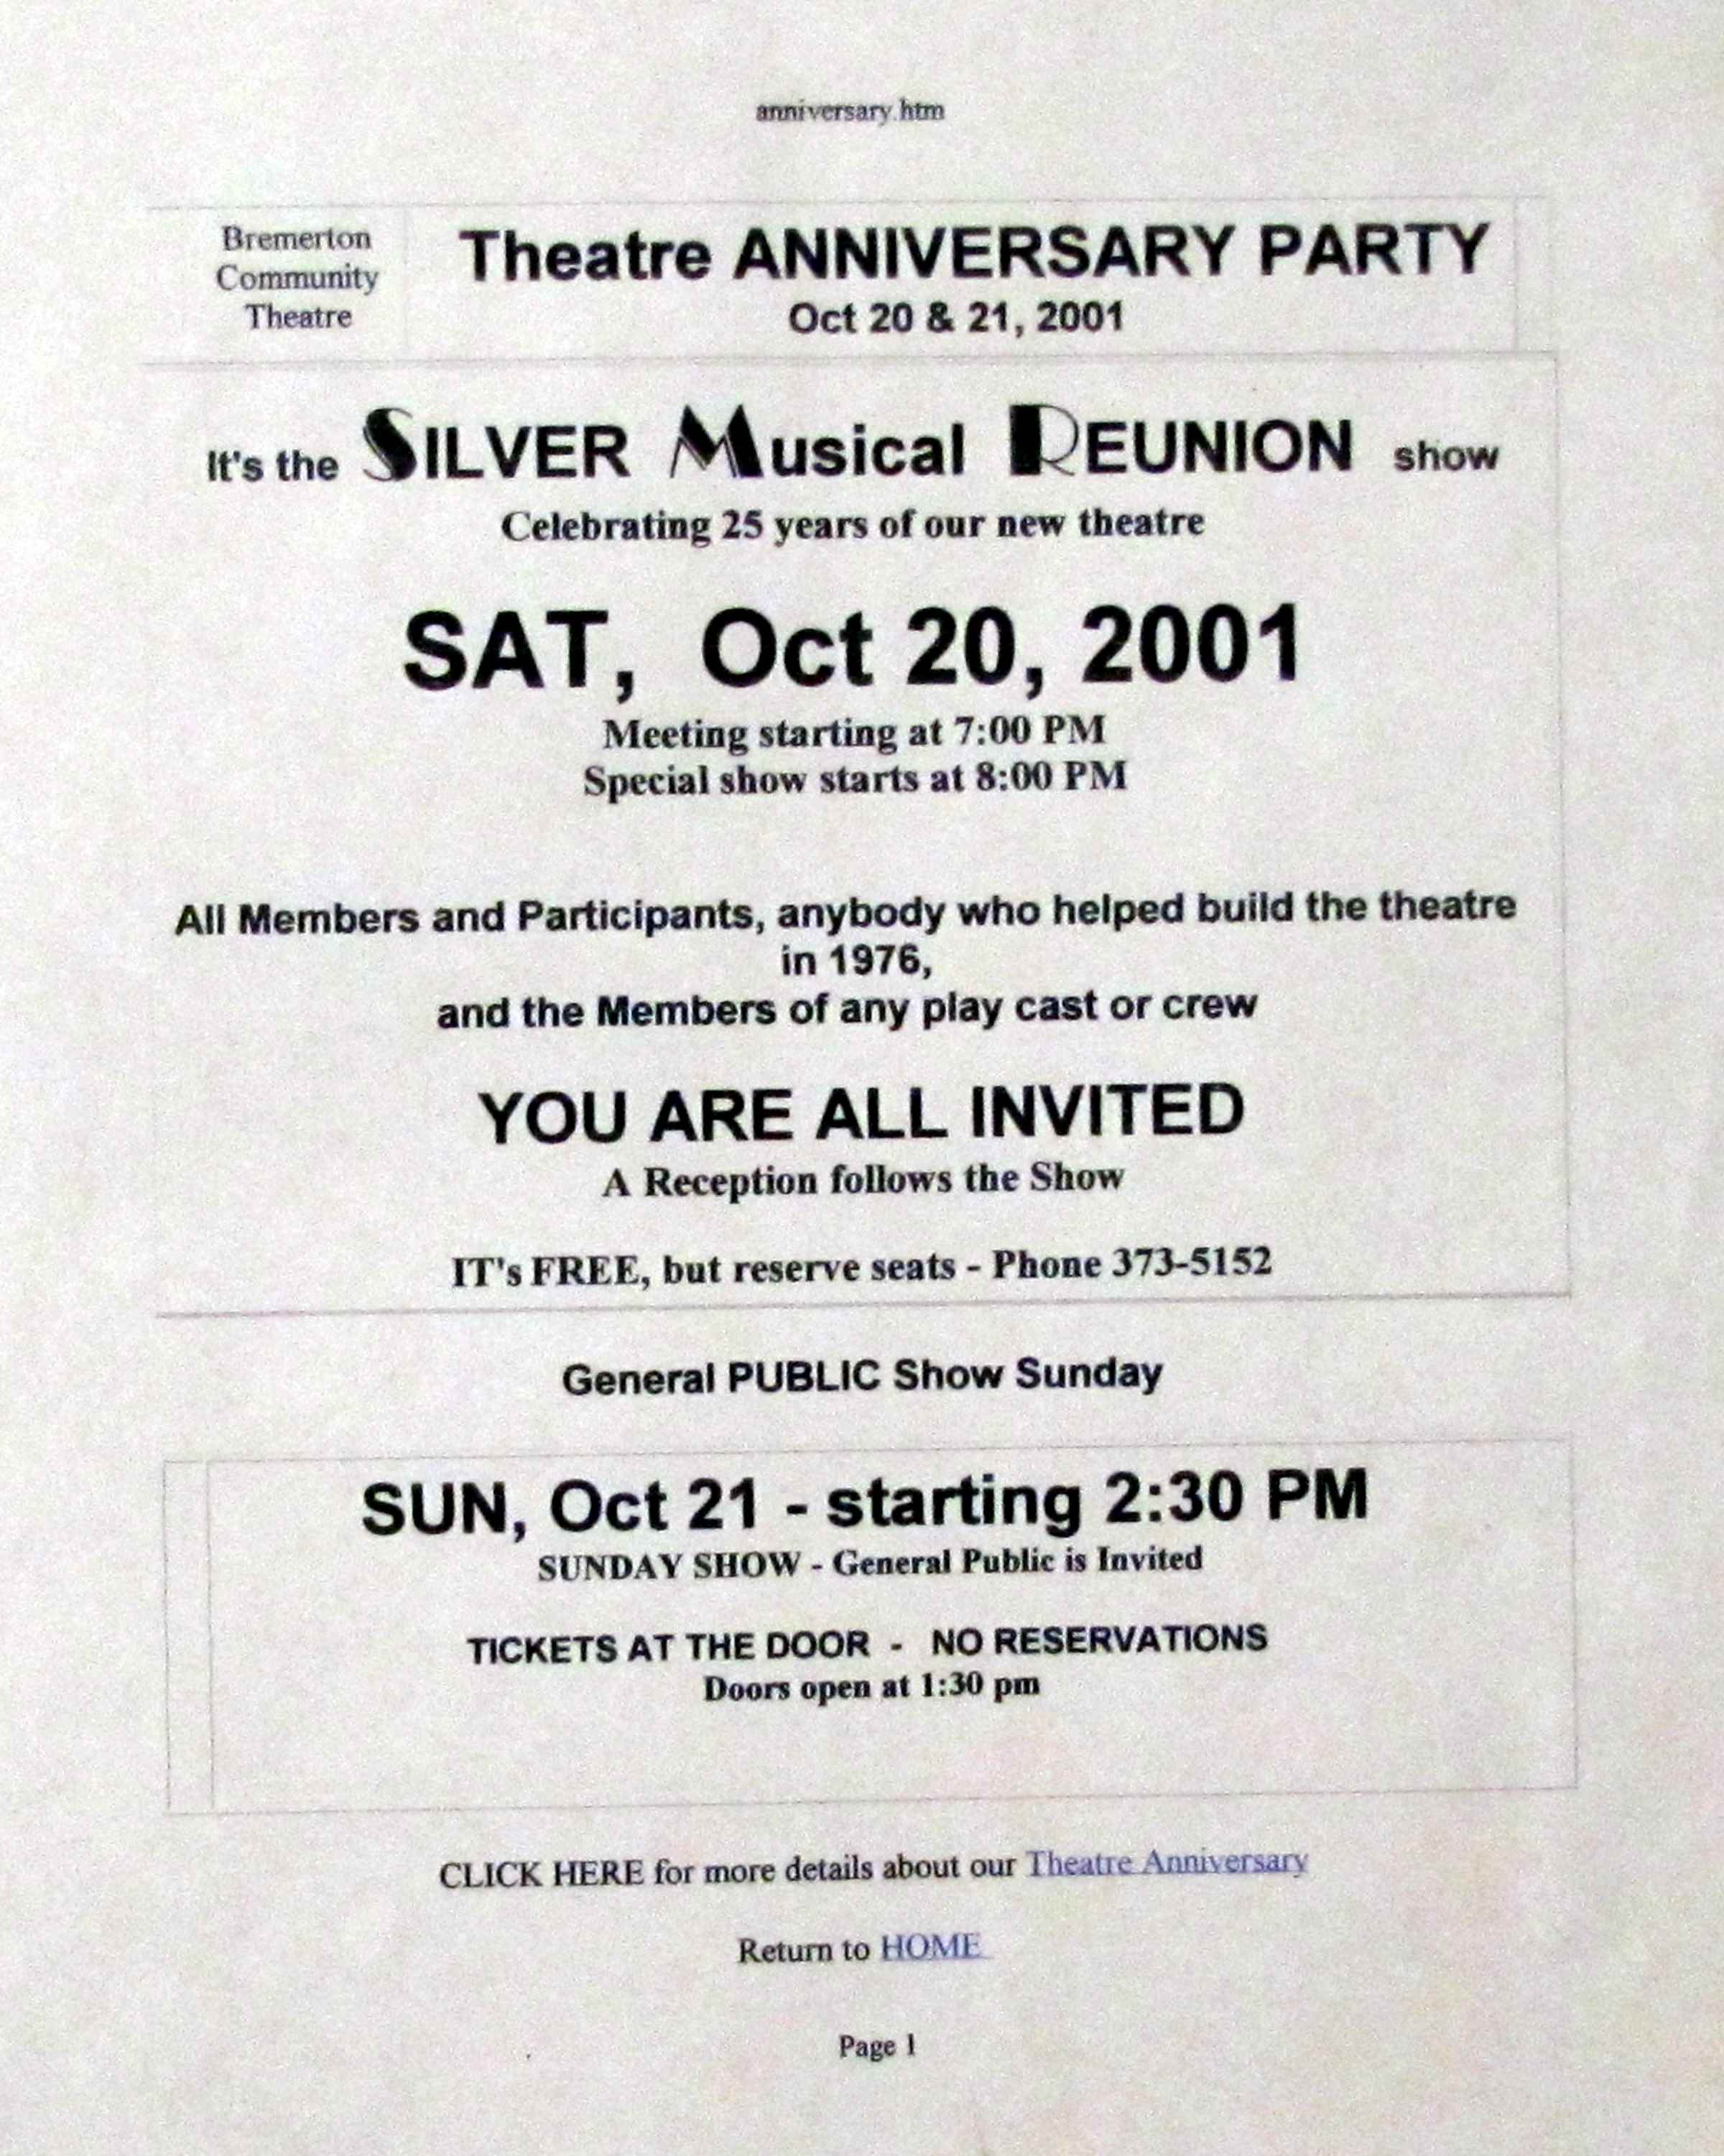 anniversary.htm
Bremerton
Community
Theatre
Theatre ANNIVERSARY PARTY
Oct 20 & 21, 2001
It's the SILVER Musical REUNION show
Celebrating 25 years of our new theatre
SAT, Oct 20, 2001
Meeting starting at 7:00 PM
Special show starts at 8:00 PM
All Members and Participants, anybody who helped build the theatre
in 1976,
and the Members of any play cast or crew
YOU ARE ALL INVITED
A Reception follows the Show
IT's FREE, but reserve seats - Phone 373-5152
General PUBLIC Show Sunday
SUN, Oct 21 - starting 2:30 PM
SUNDAY SHOW - General Public is Invited
TICKETS AT THE DOOR - NO RESERVATIONS
Doors open at 1:30 pm
CLICK HERE for more details about our Theatre Anniversary
Return to HOME
Page 1